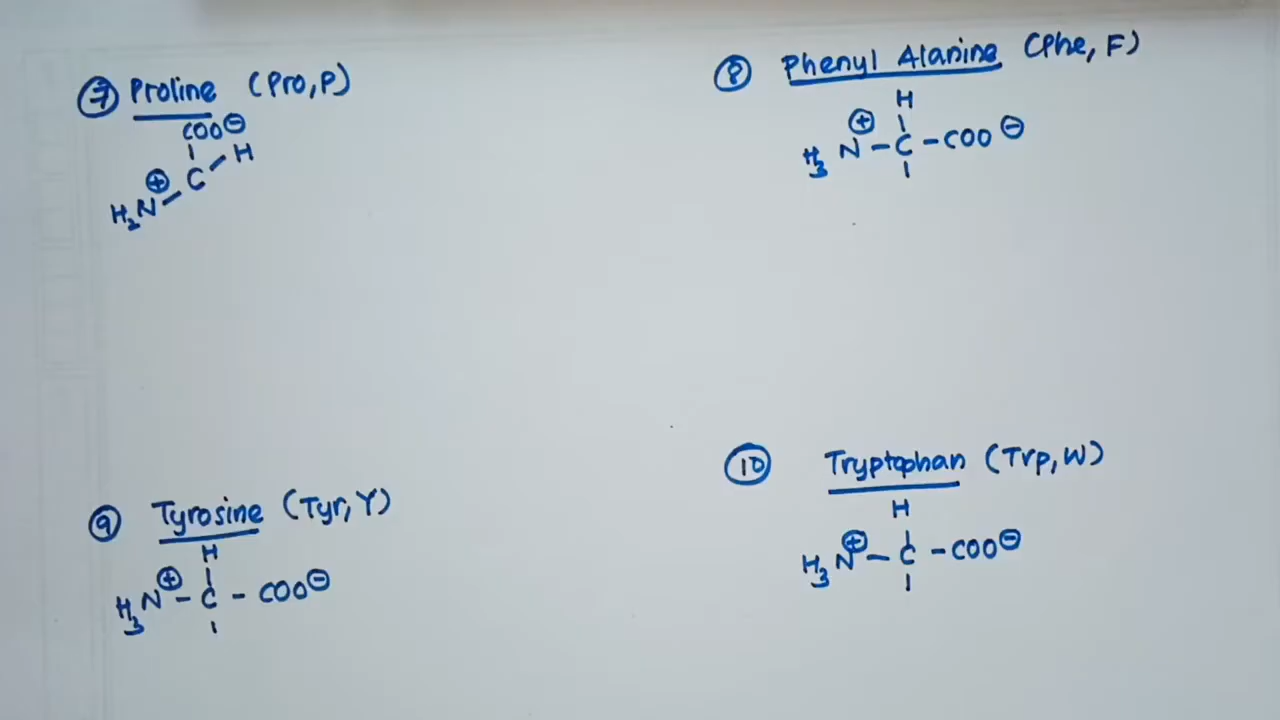 ⑦ Proline (Pro, P)
COO⊖
H
⊕
H₂N – C
⑧ Phenyl Alanine (Phe, F)
H
⊕
H₃N – C – COO⊖
⑨ Tyrosine (Tyr, Y)
H
⊕
H₃N – C – COO⊖
⑩ Tryptophan (Trp, W)
H
⊕
H₃N – C – COO⊖